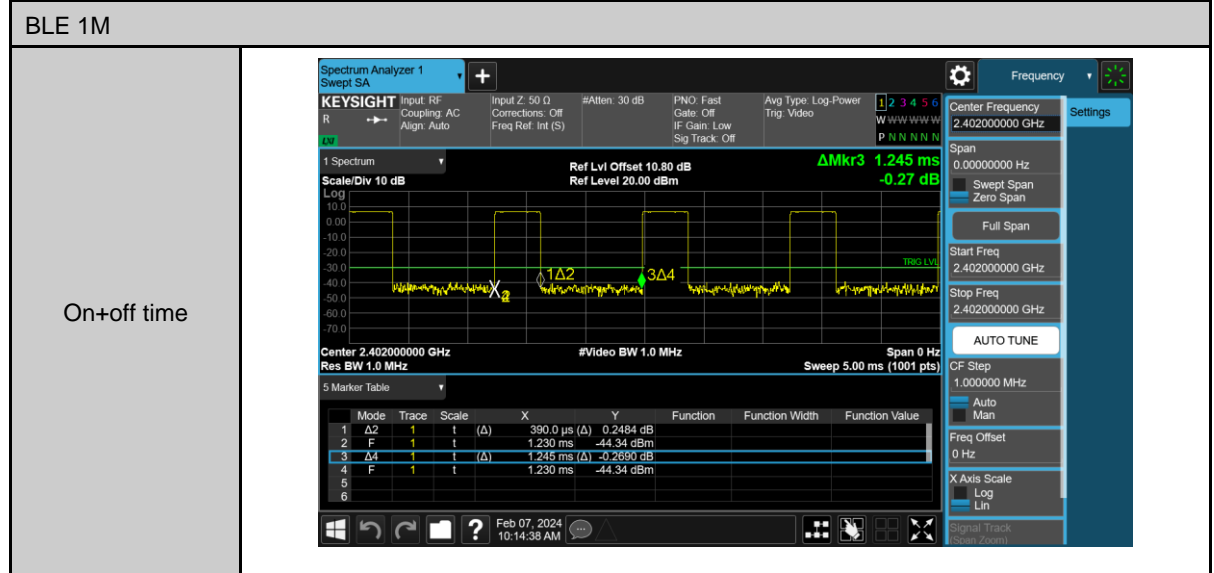 BLE 1M
On+off time
Spectrum Analyzer 1
Swept SA
Frequency
KEYSIGHT Input: RF Input Z: 50 Ω #Atten: 30 dB PNO: Fast Avg Type: Log-Power 1 2 3 4 5 6
R Coupling: AC Corrections: Off Gate: Off Trig: Video W W W W W W
Align: Auto Freq Ref: Int (S) IF Gain: Low
Sig Track: Off P N N N N N
LXI
1 Spectrum
Ref Lvl Offset 10.80 dB
ΔMkr3 1.245 ms
Scale/Div 10 dB Ref Level 20.00 dBm -0.27 dB
Log
10.0
0.00
-10.0
-20.0
TRIG LVL
-30.0
1Δ2 3Δ4
-40.0
-50.0
-60.0
-70.0
Center 2.402000000 GHz #Video BW 1.0 MHz Span 0 Hz
Res BW 1.0 MHz Sweep 5.00 ms (1001 pts)
5 Marker Table
Mode Trace Scale X Y Function Function Width Function Value
1 Δ2 1 t (Δ) 390.0 µs (Δ) 0.2484 dB
2 F 1 t 1.230 ms -44.34 dBm
3 Δ4 1 t (Δ) 1.245 ms (Δ) -0.2690 dB
4 F 1 t 1.230 ms -44.34 dBm
5
6
Feb 07, 2024
10:14:38 AM
Center Frequency
2.402000000 GHz
Settings
Span
0.00000000 Hz
Swept Span
Zero Span
Full Span
Start Freq
2.402000000 GHz
Stop Freq
2.402000000 GHz
AUTO TUNE
CF Step
1.000000 MHz
Auto
Man
Freq Offset
0 Hz
X Axis Scale
Log
Lin
Signal Track
(Span Zoom)